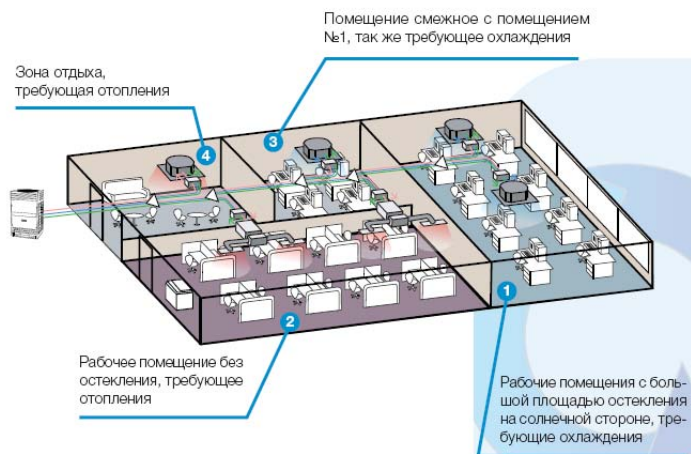 Помещение смежное с помещением
№1, так же требующее охлаждения
Зона отдыха,
требующая отопления
4
3
1
2
Рабочее помещение без
остекления, требующее
отопления
Рабочие помещения с боль-
шой площадью остекления
на солнечной стороне, тре-
бующие охлаждения